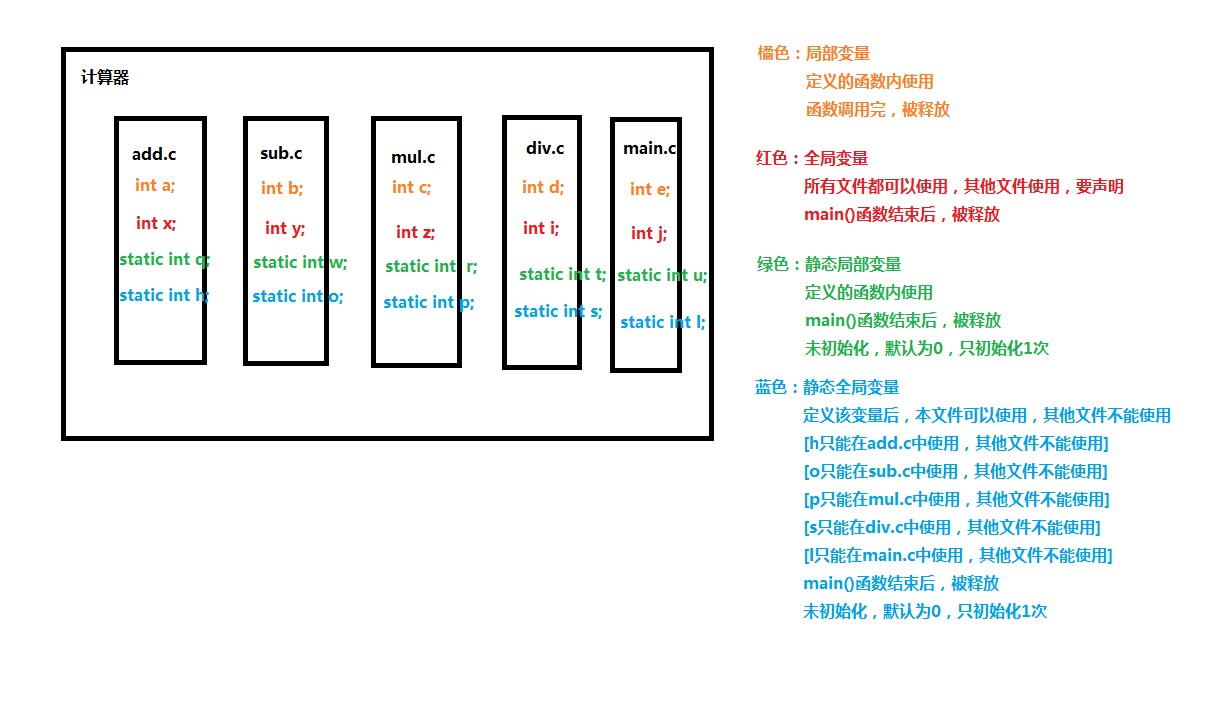 计算器
add.c
int a;
int x;
static int q;
static int h;
sub.c
int b;
int y;
static int w;
static int o;
mul.c
int c;
int z;
static int r;
static int p;
div.c
int d;
int i;
static int t;
static int s;
main.c
int e;
int j;
static int u;
static int l;
橘色：局部变量
定义的函数内使用
函数调用完，被释放
红色：全局变量
所有文件都可以使用，其他文件使用，要声明
main()函数结束后，被释放
绿色：静态局部变量
定义的函数内使用
main()函数结束后，被释放
未初始化，默认为0，只初始化1次
蓝色：静态全局变量
定义该变量后，本文件可以使用，其他文件不能使用
[h只能在add.c中使用，其他文件不能使用]
[o只能在sub.c中使用，其他文件不能使用]
[p只能在mul.c中使用，其他文件不能使用]
[s只能在div.c中使用，其他文件不能使用]
[l只能在main.c中使用，其他文件不能使用]
main()函数结束后，被释放
未初始化，默认为0，只初始化1次